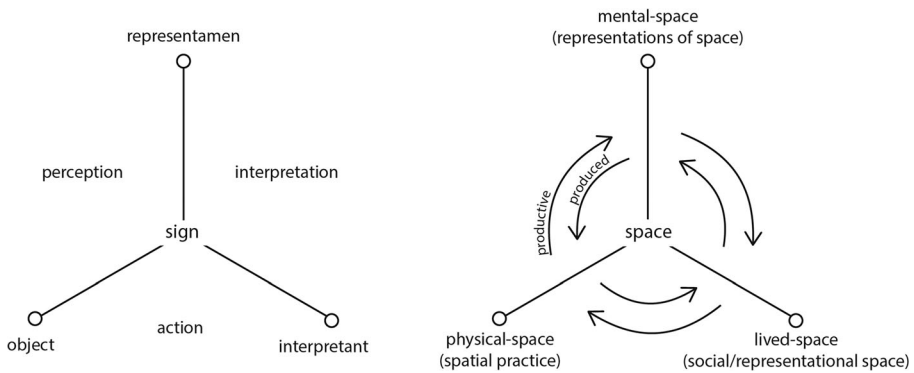 representamen
perception
interpretation
sign
object
action
interpretant
mental-space
(representations of space)
productive
produced
space
physical-space
(spatial practice)
lived-space
(social/representational space)